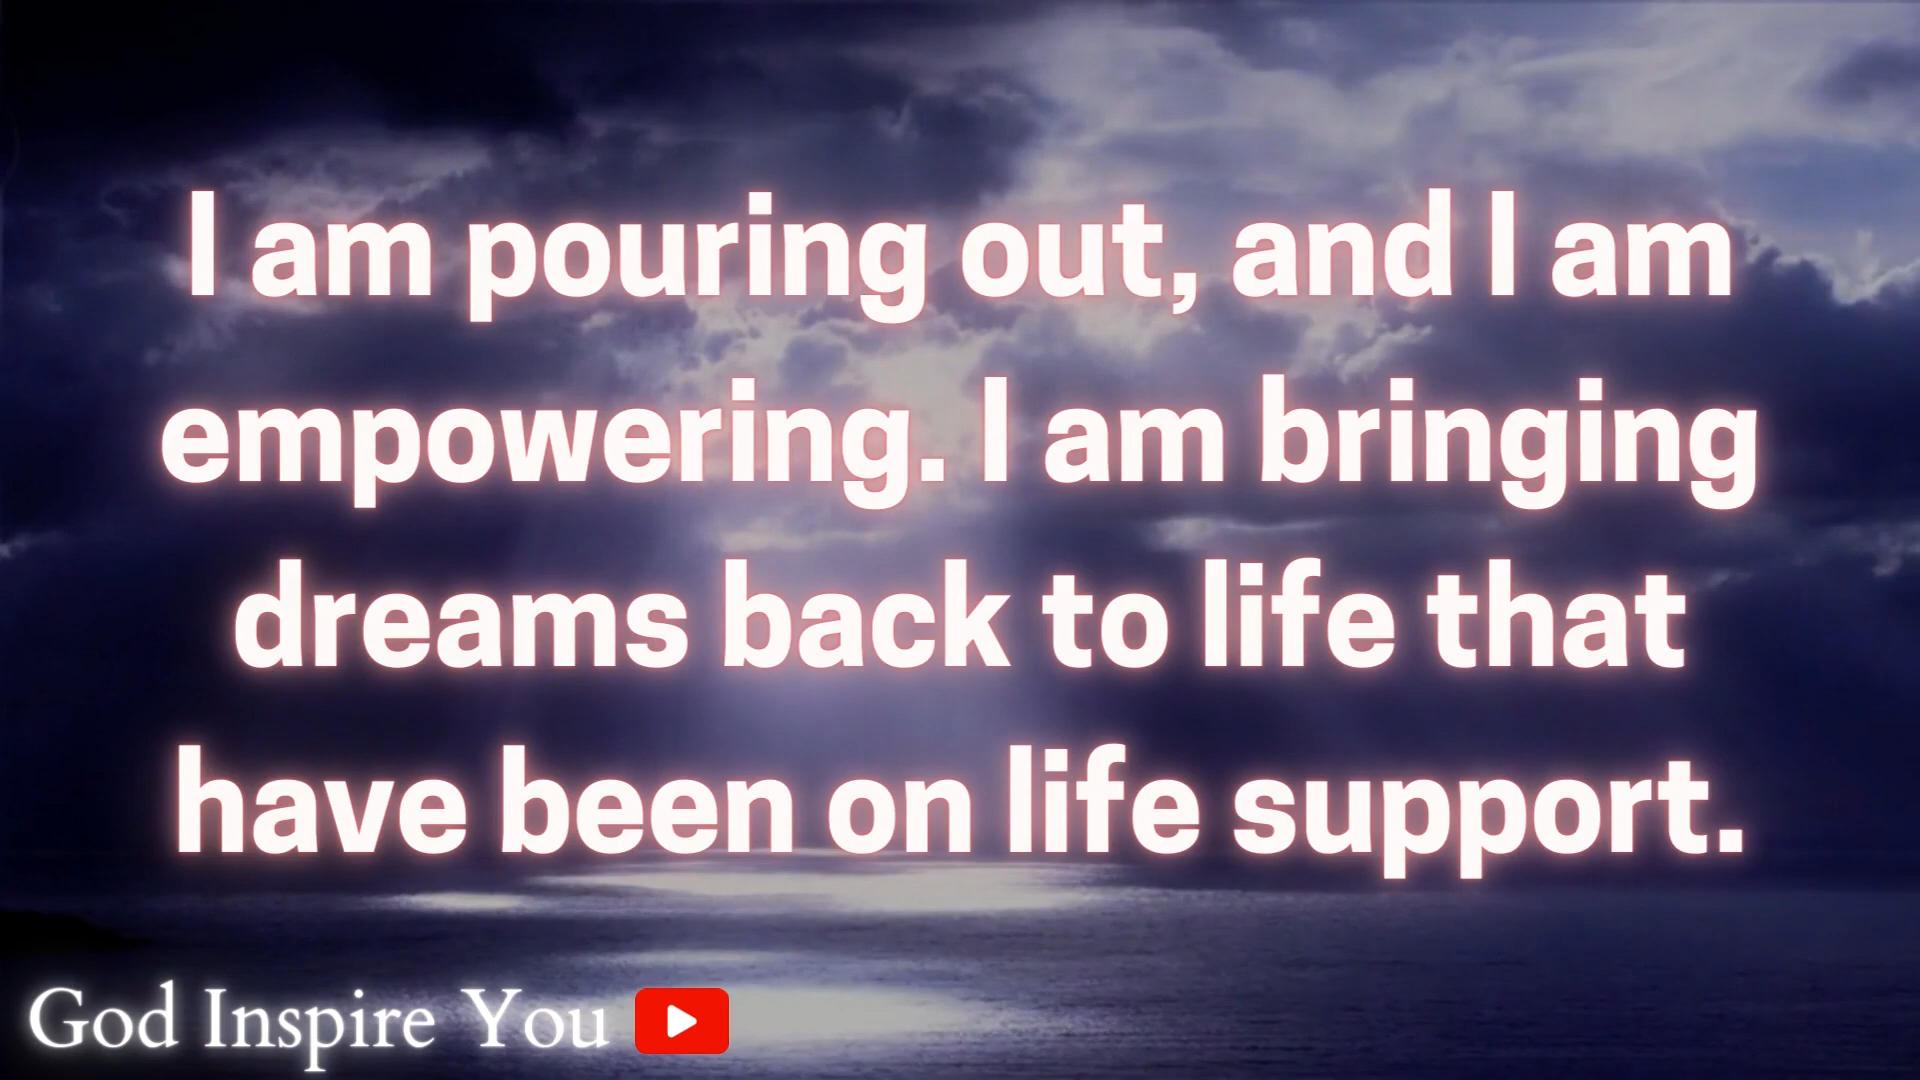 I am pouring out, and I am
empowering. I am bringing
dreams back to life that
have been on life support.
God Inspire You